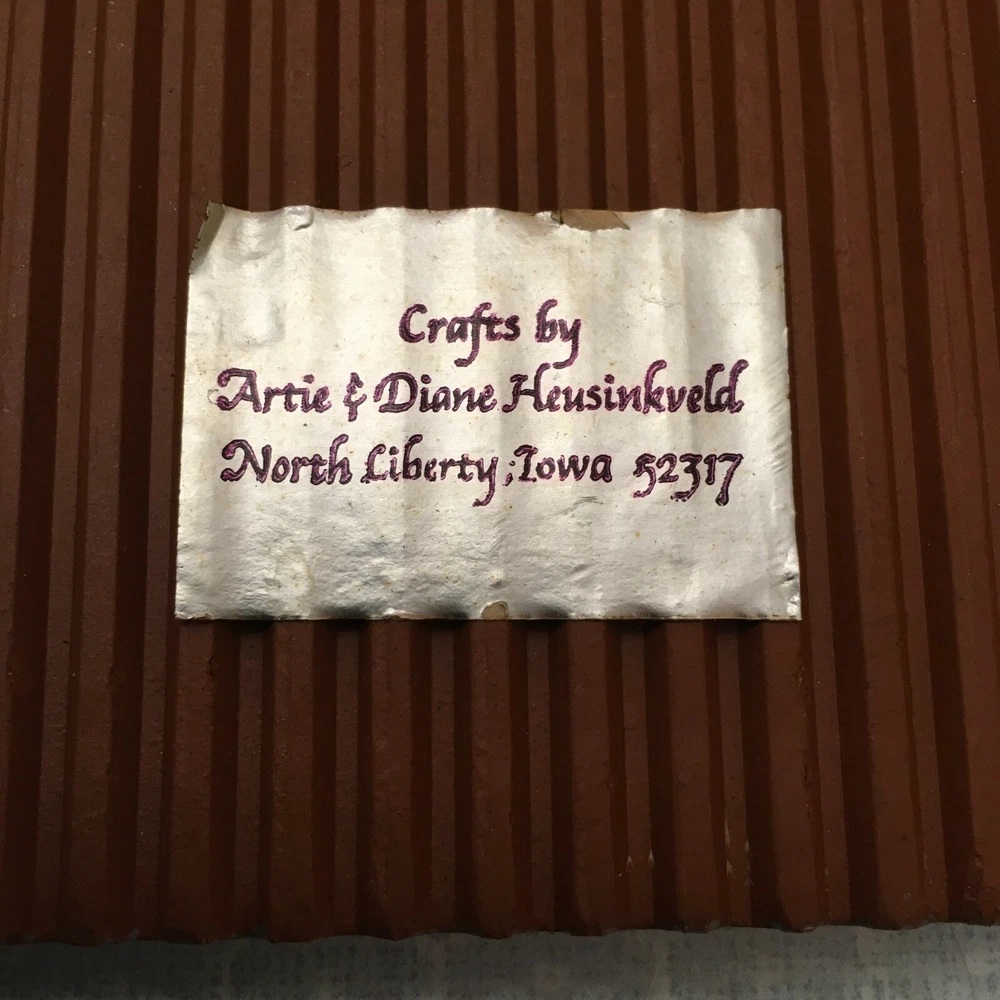 Crafts by
Artie & Diane Heusinkveld
North Liberty, Iowa 52317